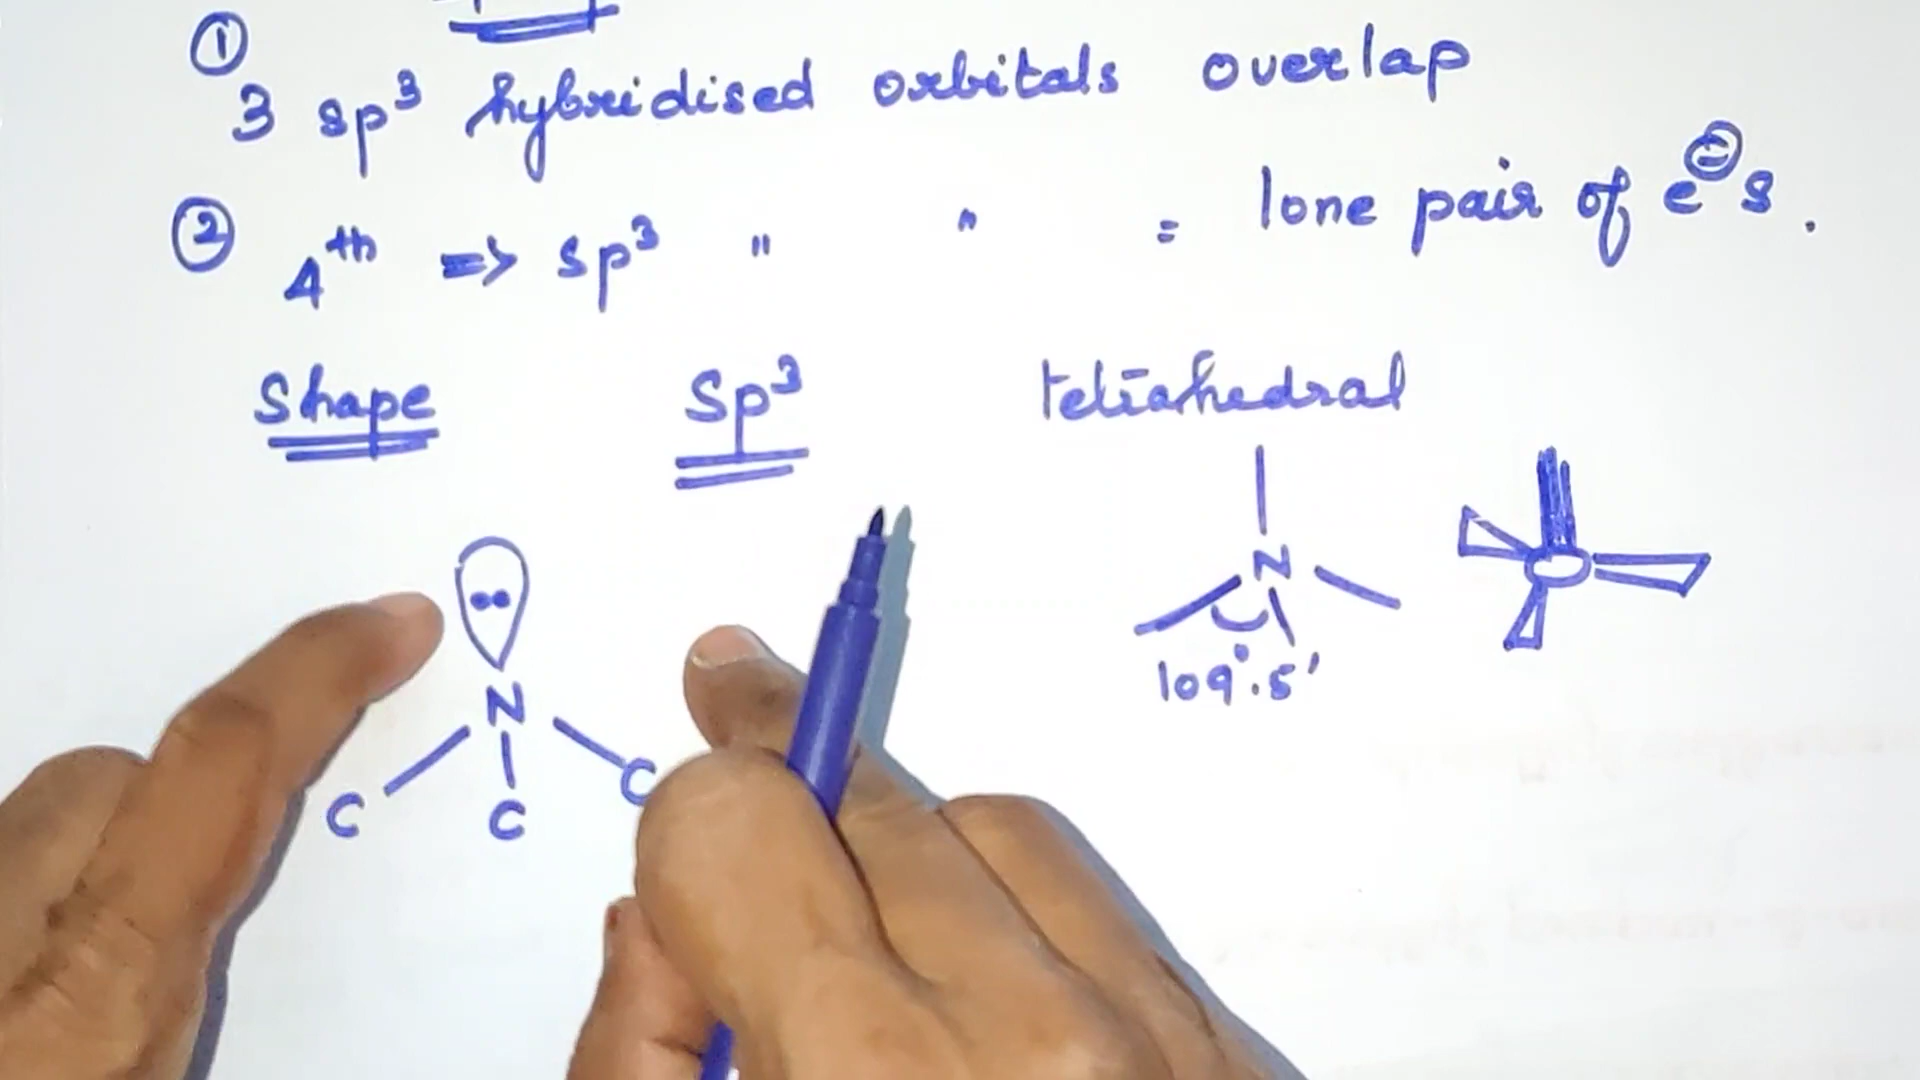 ①
3 sp³ hybridised orbitals overlap
② 4th => sp³ " " = lone pair of e⊖s.
Shape Sp³ tetrahedral
N
109°.5'
N
C C C